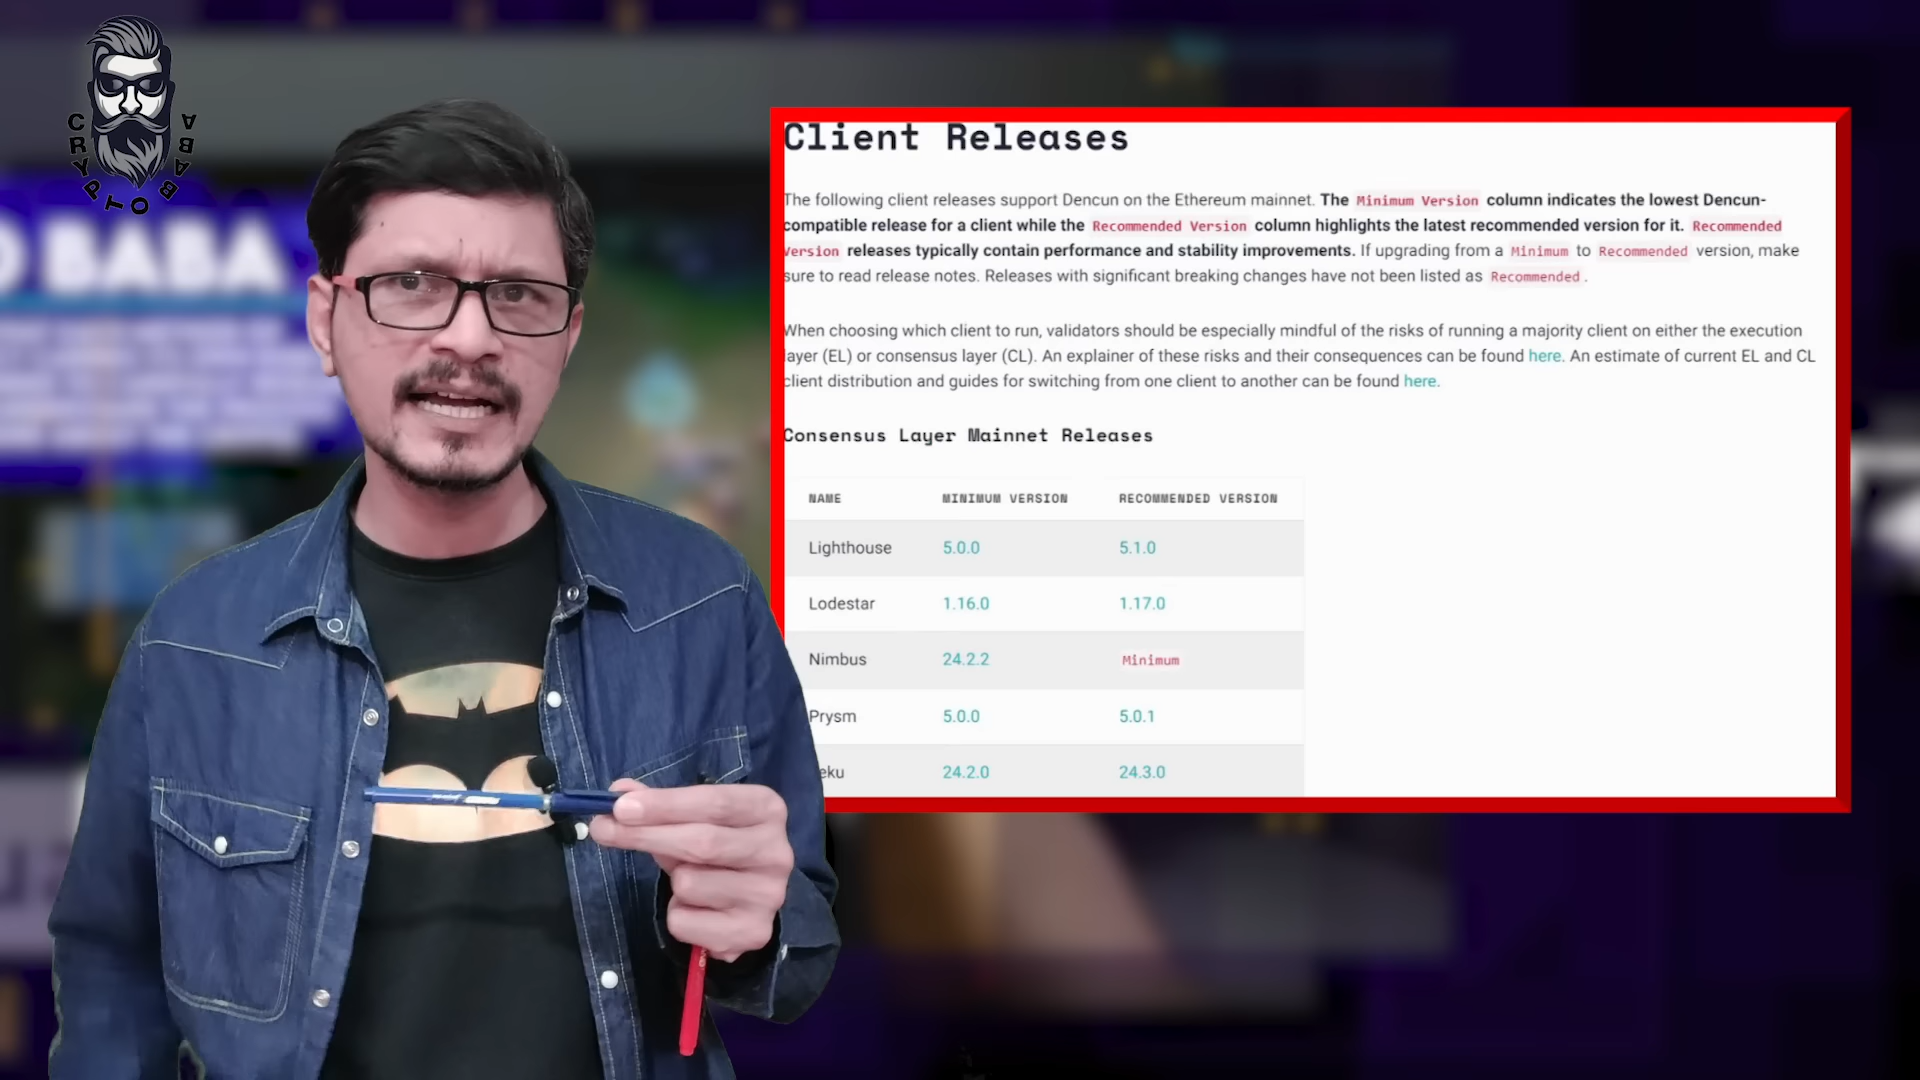 CRYPTO BABA
O BABA
Client Releases
The following client releases support Dencun on the Ethereum mainnet. The Minimum Version column indicates the lowest Dencun-
compatible release for a client while the Recommended Version column highlights the latest recommended version for it. Recommended
Version releases typically contain performance and stability improvements. If upgrading from a Minimum to Recommended version, make
sure to read release notes. Releases with significant breaking changes have not been listed as Recommended.
When choosing which client to run, validators should be especially mindful of the risks of running a majority client on either the execution
layer (EL) or consensus layer (CL). An explainer of these risks and their consequences can be found here. An estimate of current EL and CL
client distribution and guides for switching from one client to another can be found here.
Consensus Layer Mainnet Releases
NAME MINIMUM VERSION RECOMMENDED VERSION
Lighthouse 5.0.0 5.1.0
Lodestar 1.16.0 1.17.0
Nimbus 24.2.2 Minimum
Prysm 5.0.0 5.0.1
eku 24.2.0 24.3.0